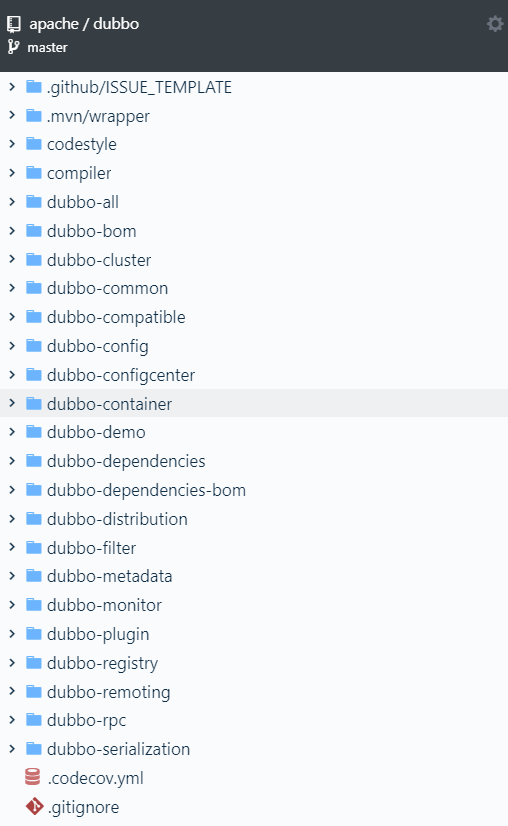 apache / dubbo
master
.github/ISSUE_TEMPLATE
.mvn/wrapper
codestyle
compiler
dubbo-all
dubbo-bom
dubbo-cluster
dubbo-common
dubbo-compatible
dubbo-config
dubbo-configcenter
dubbo-container
dubbo-demo
dubbo-dependencies
dubbo-dependencies-bom
dubbo-distribution
dubbo-filter
dubbo-metadata
dubbo-monitor
dubbo-plugin
dubbo-registry
dubbo-remoting
dubbo-rpc
dubbo-serialization
.codecov.yml
.gitignore